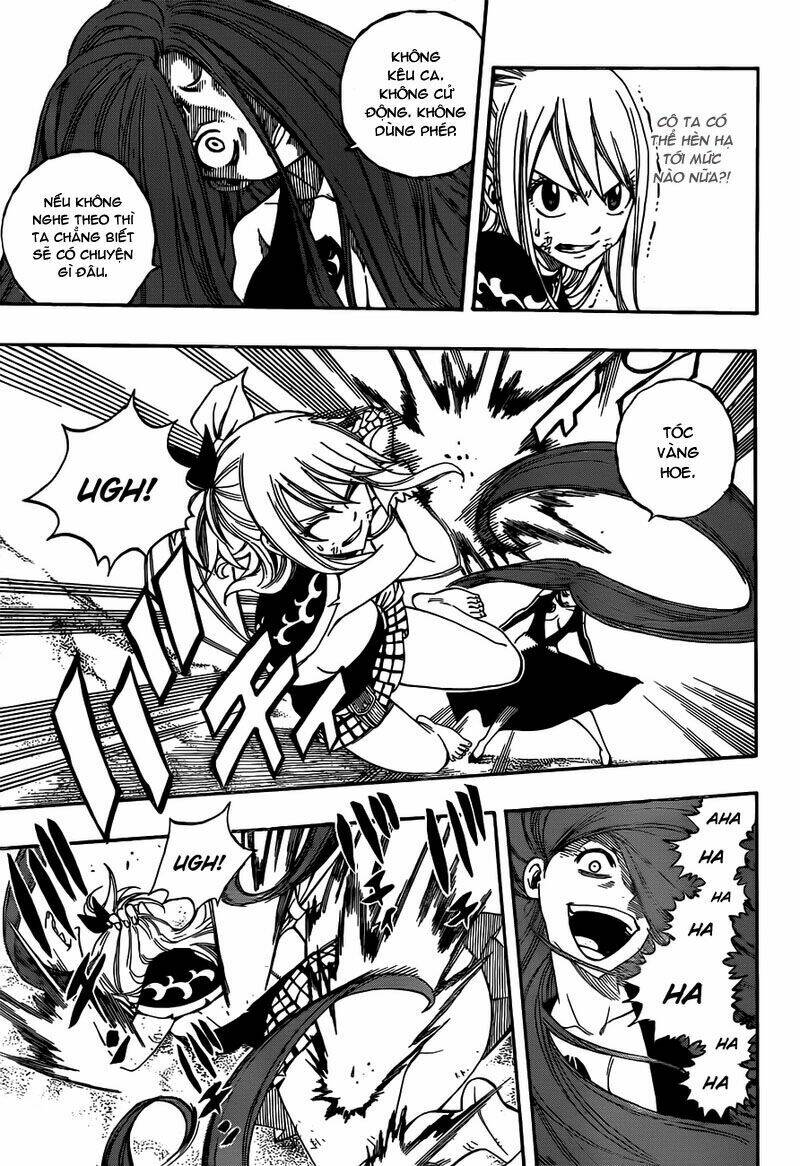 CÔ TA CÓ
THỂ HÈN HẠ
TỚI MỨC
NÀO NỮA?!
KHÔNG
KÊU CA.
KHÔNG CỬ
ĐỘNG. KHÔNG
DÙNG PHÉP.
NẾU KHÔNG
NGHE THEO THÌ
TA CHẲNG BIẾT
SẼ CÓ CHUYỆN
GÌ ĐÂU.
TÓC
VÀNG
HOE.
UGH!
AHA
HA
HA
HA
HA
HA
HA
HA
UGH!